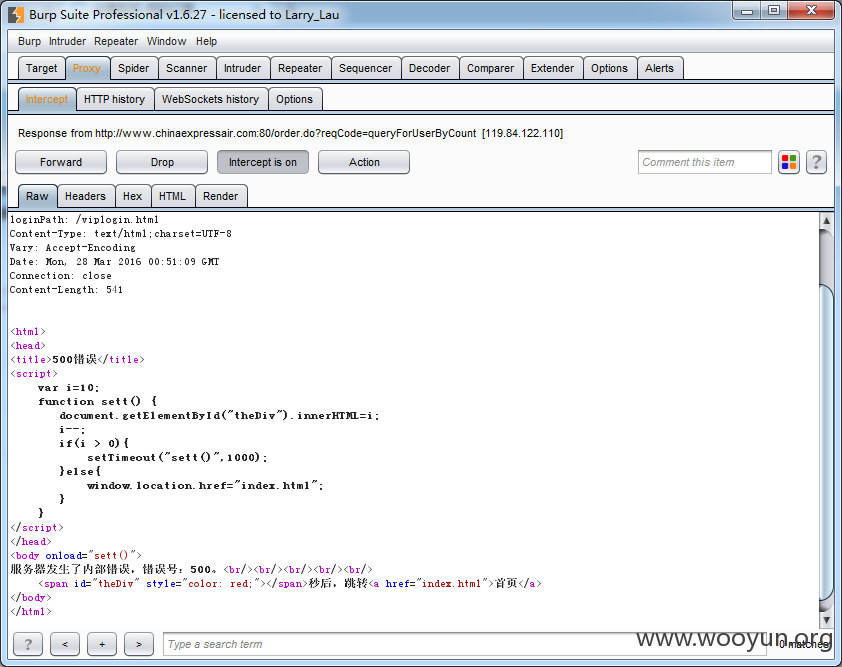 Burp Suite Professional v1.6.27 - licensed to Larry_Lau
Burp Intruder Repeater Window Help
Target Proxy Spider Scanner Intruder Repeater Sequencer Decoder Comparer Extender Options Alerts
Intercept HTTP history WebSockets history Options
Response from http://www.chinaexpressair.com:80/order.do?reqCode=queryForUserByCount [119.84.122.110]
Forward Drop Intercept is on Action Comment this item ?
Raw Headers Hex HTML Render
loginPath: /viplogin.html
Content-Type: text/html;charset=UTF-8
Vary: Accept-Encoding
Date: Mon, 28 Mar 2016 00:51:09 GMT
Connection: close
Content-Length: 541
<html>
<head>
<title>500错误</title>
<script>
var i=10;
function sett() {
document.getElementById("theDiv").innerHTML=i;
i--;
if(i > 0){
setTimeout("sett()",1000);
}else{
window.location.href="index.html";
}
}
</script>
</head>
<body onload="sett()">
服务器发生了内部错误，错误号：500。<br/><br/><br/><br/><br/>
<span id="theDiv" style="color: red;"></span>秒后，跳转<a href="index.html">首页</a>
</body>
</html>
? < + > Type a search term 0 matches
www.wooyun.org